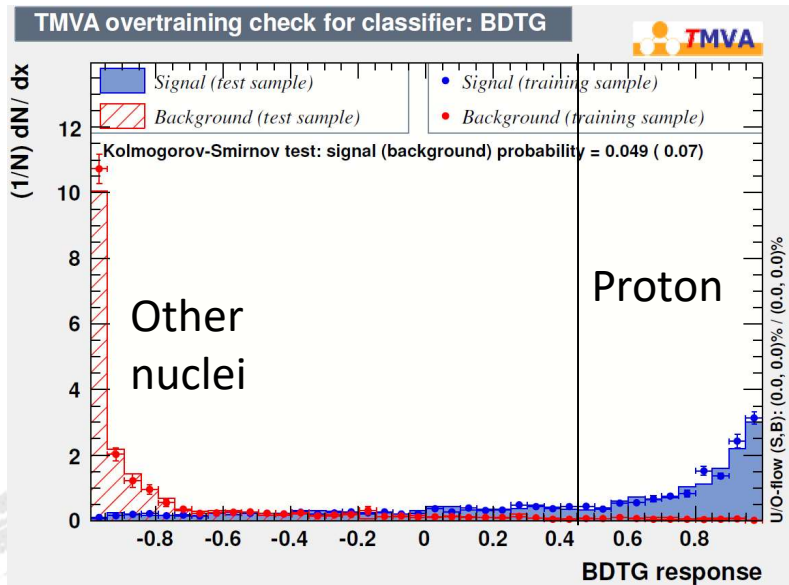 TMVA overtraining check for classifier: BDTG
TMVA
Signal (test sample)
Background (test sample)
Signal (training sample)
Background (training sample)
Kolmogorov-Smirnov test: signal (background) probability = 0.049 ( 0.07)
(1/N) dN/ dx
12
10
8
6
4
2
0
Other
nuclei
Proton
-0.8 -0.6 -0.4 -0.2 0 0.2 0.4 0.6 0.8
BDTG response
U/O-flow (S,B): (0.0, 0.0)% / (0.0, 0.0)%